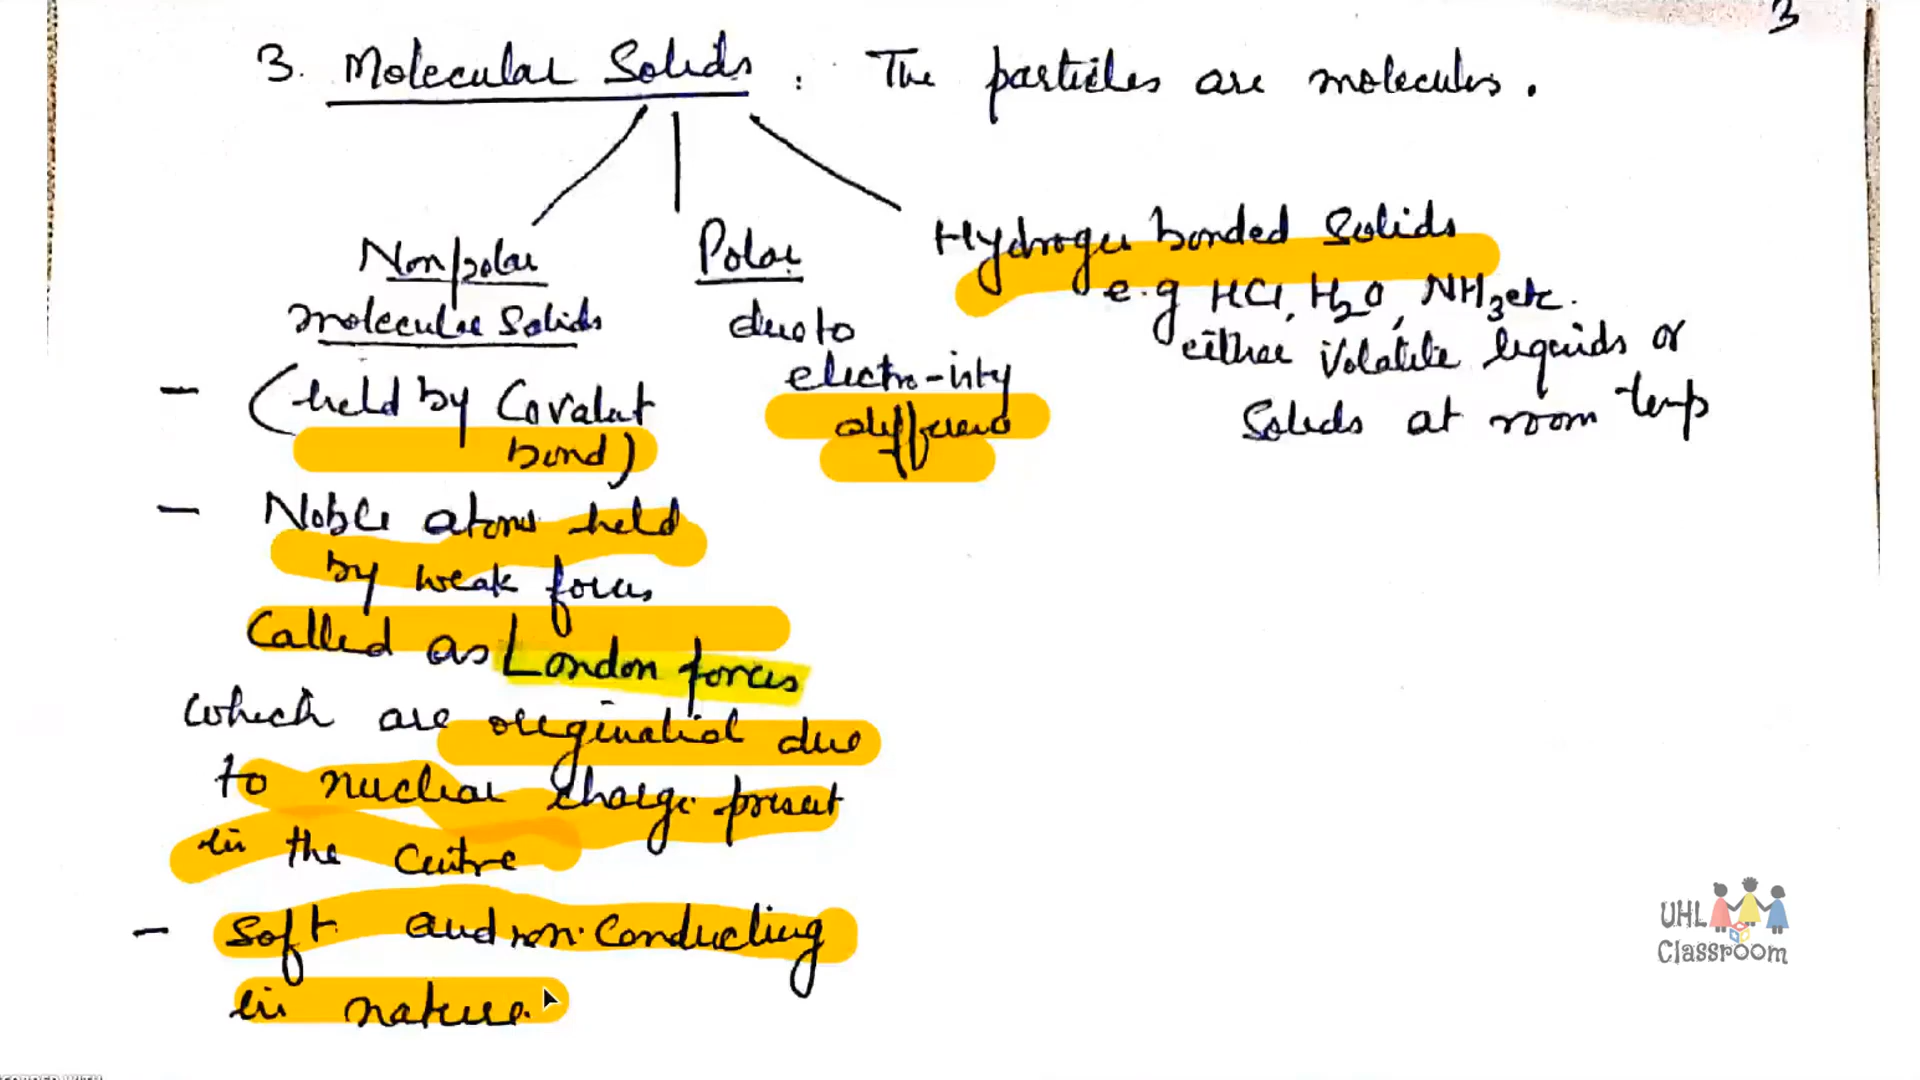 3
3. Molecular Solids : The particles are molecules.
Nonpolar
molecular Solids
- (held by Covalent
bond)
- Noble atoms held
by weak forces
Called as London forces
which are originated due
to nuclear charge present
in the centre
- Soft and non-conducting
in nature.
Polar
due to
electro-ivity
difference
Hydrogen bonded Solids
e.g HCl, H2O, NH3 etc.
either volatile liquids or
Solids at room temp
UHL
Classroom